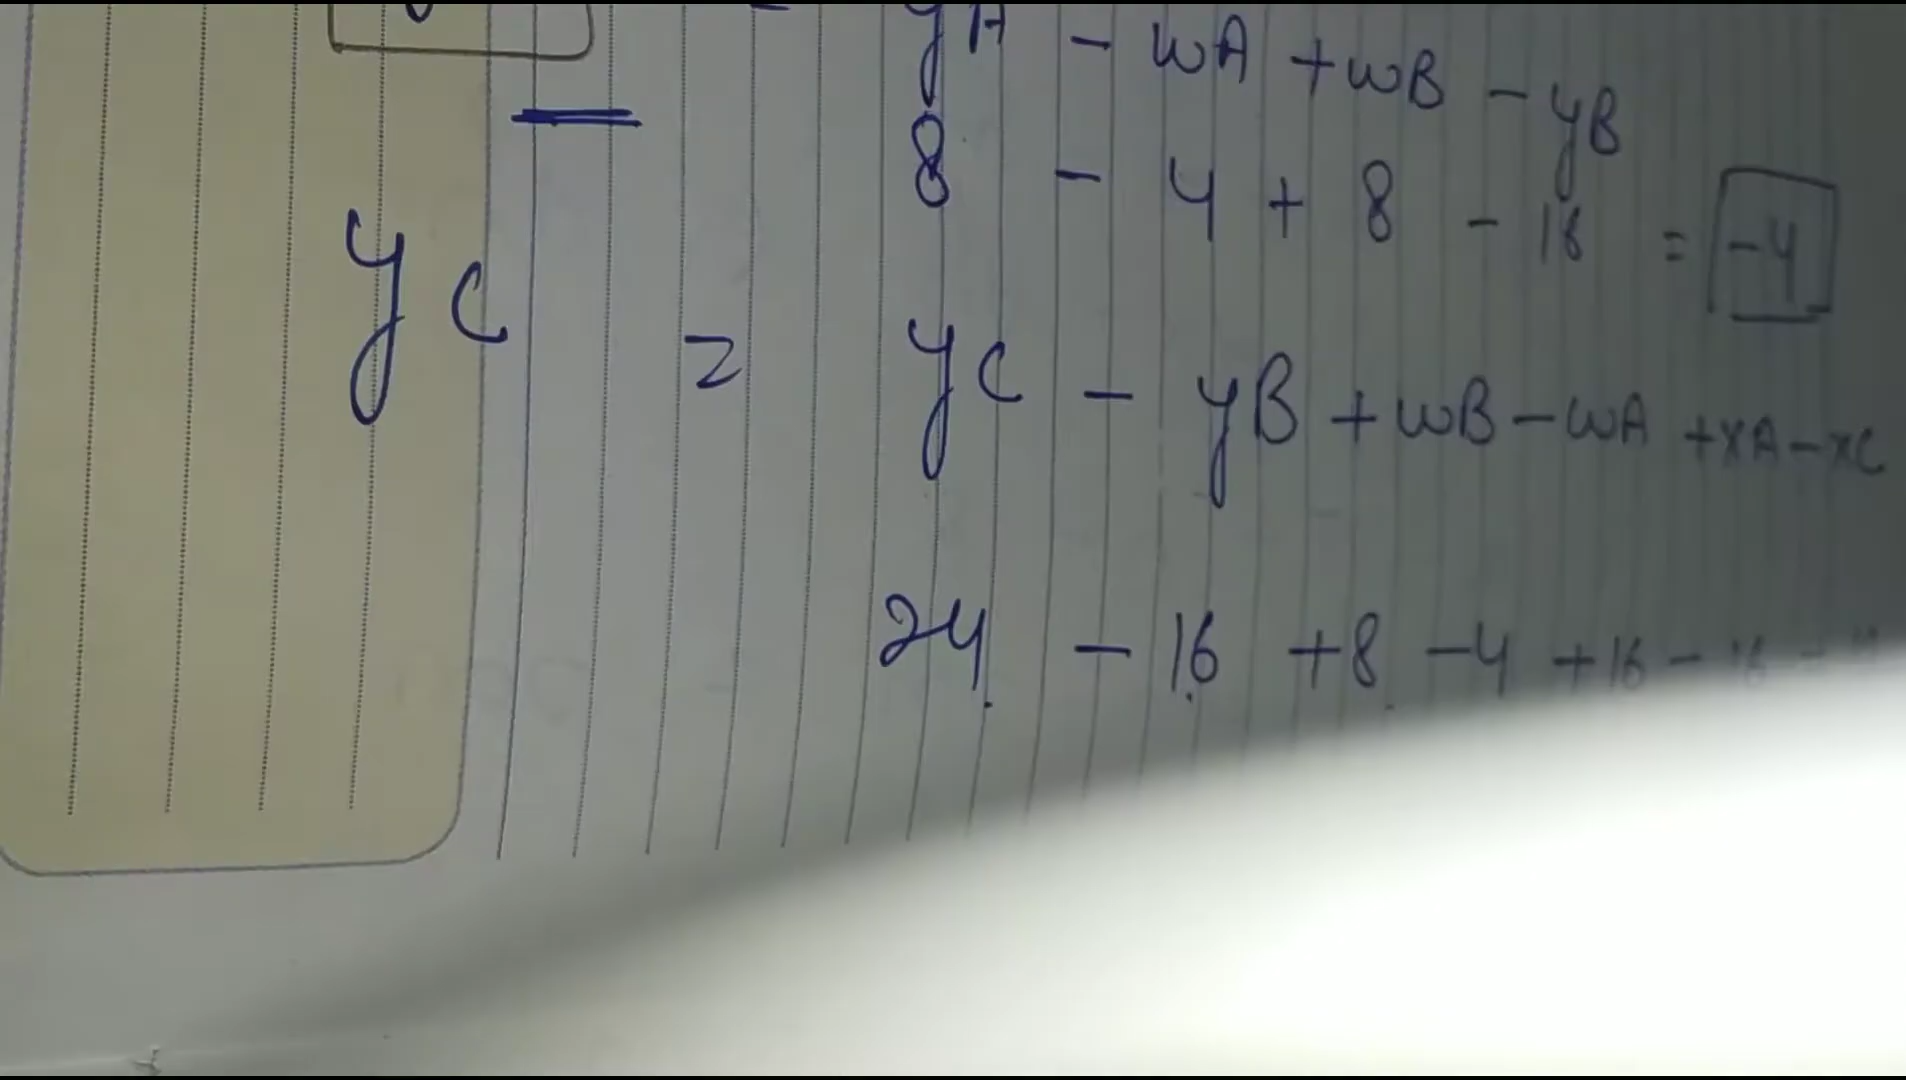 yA - wA + wB - yB
8 - 4 + 8 - 16 = -4
yc = yc - yB + wB - wA + xA - xc
24 - 16 + 8 - 4 + 16 - 16